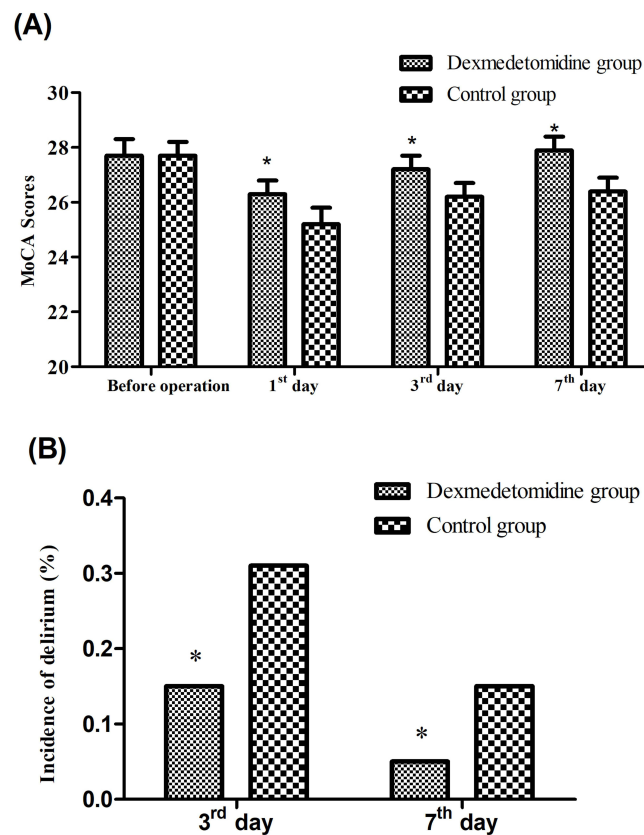 (A)
Dexmedetomidine group
Control group
MoCA Scores
30
28
26
24
22
20
*
*
*
Before operation
1st day
3rd day
7th day
(B)
Dexmedetomidine group
Control group
Incidence of delirium (%)
0.4
0.3
0.2
0.1
0.0
*
*
3rd day
7th day